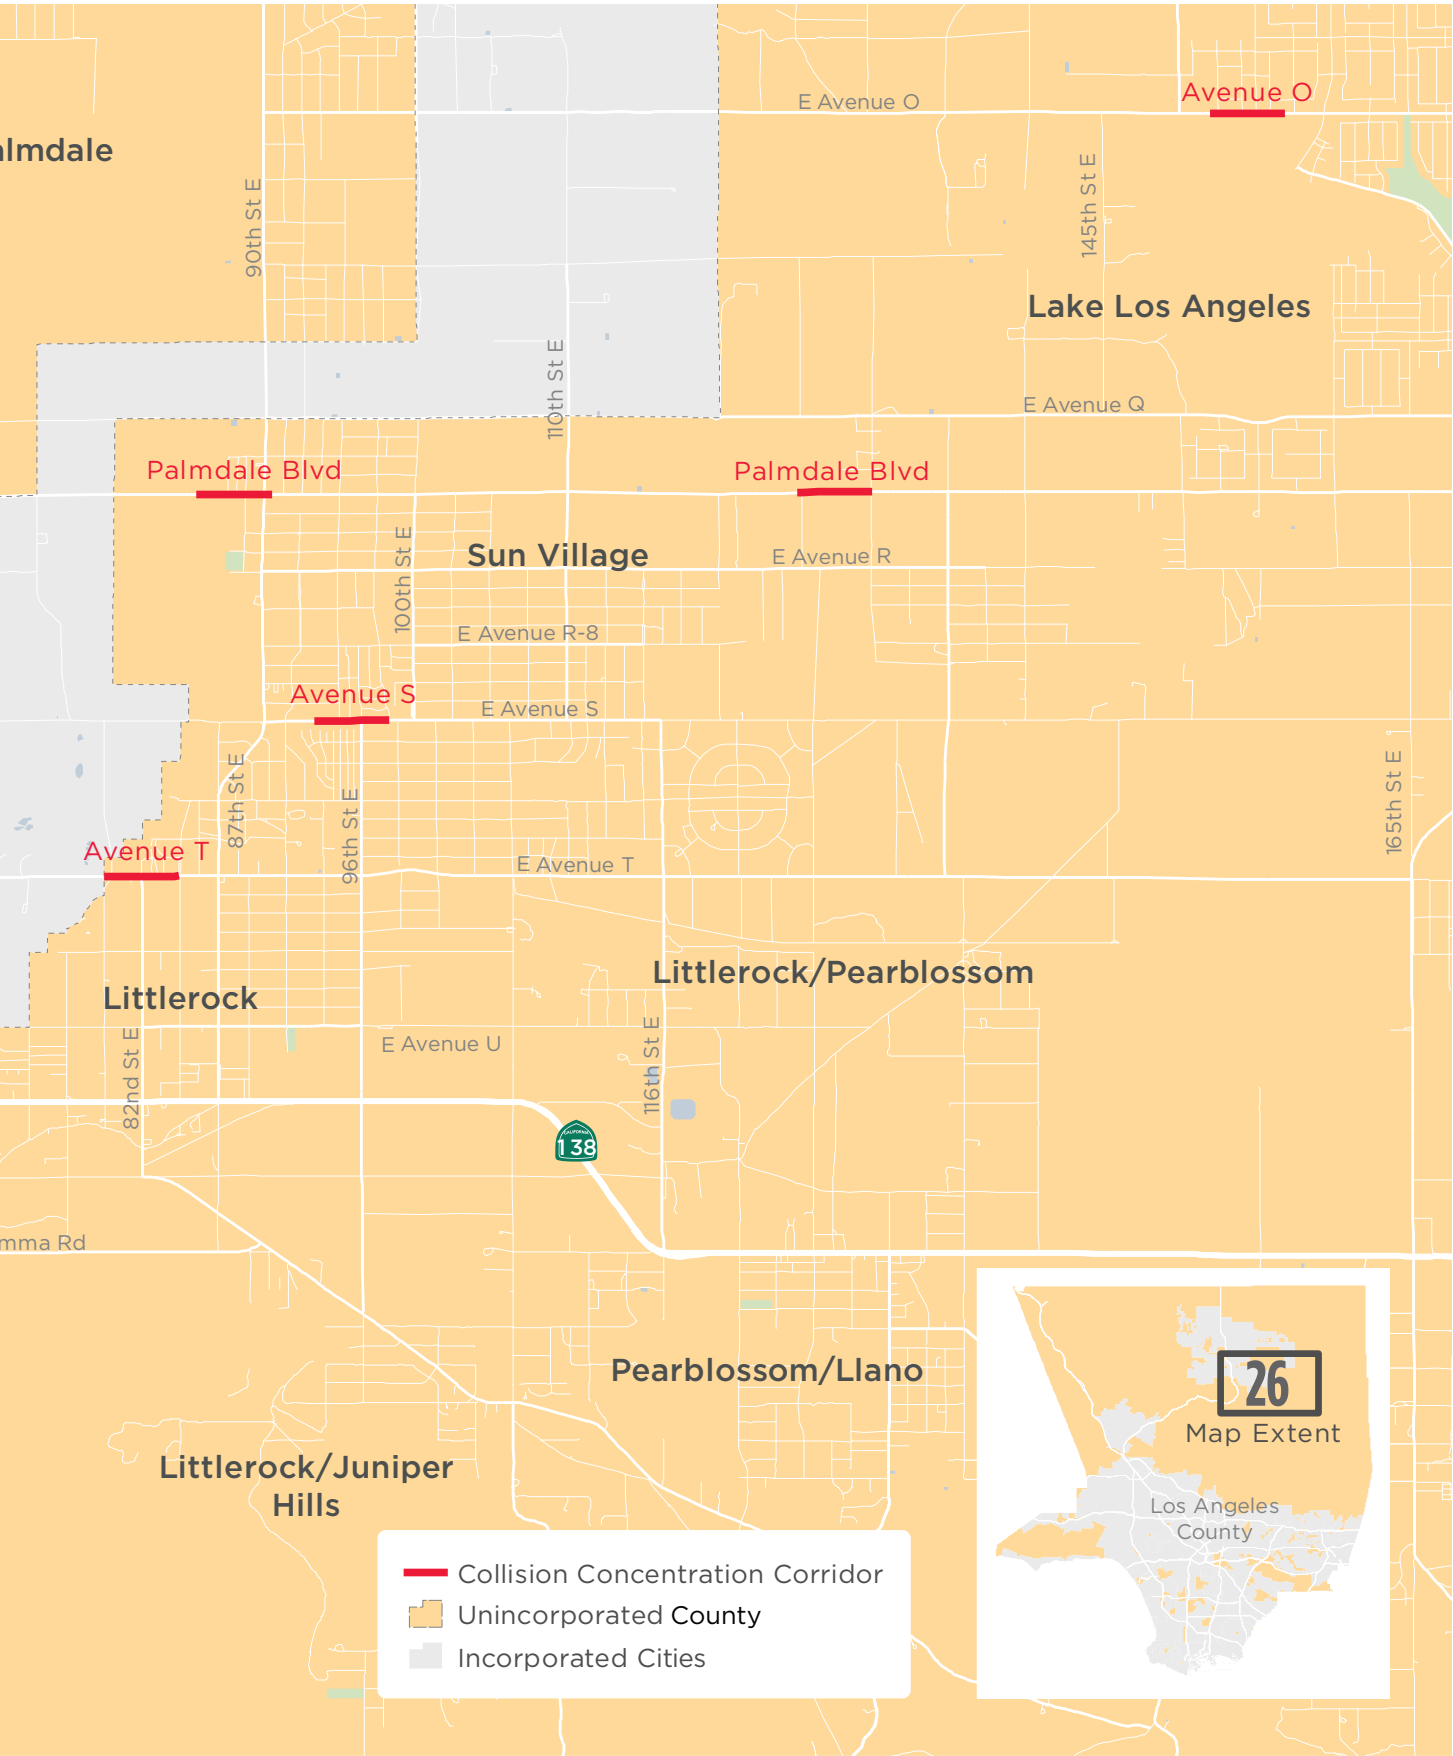 Avenue O
E Avenue O
almdale
145th St E
90th St E
Lake Los Angeles
110th St E
E Avenue Q
Palmdale Blvd
Palmdale Blvd
100th St E
Sun Village
E Avenue R
E Avenue R-8
Avenue S
E Avenue S
87th St E
165th St E
96th St E
Avenue T
E Avenue T
Littlerock/Pearblossom
Littlerock
82nd St E
E Avenue U
116th St E
CALIFORNIA
138
mma Rd
Pearblossom/Llano
26
Map Extent
Littlerock/Juniper
Hills
Los Angeles
County
Collision Concentration Corridor
Unincorporated County
Incorporated Cities